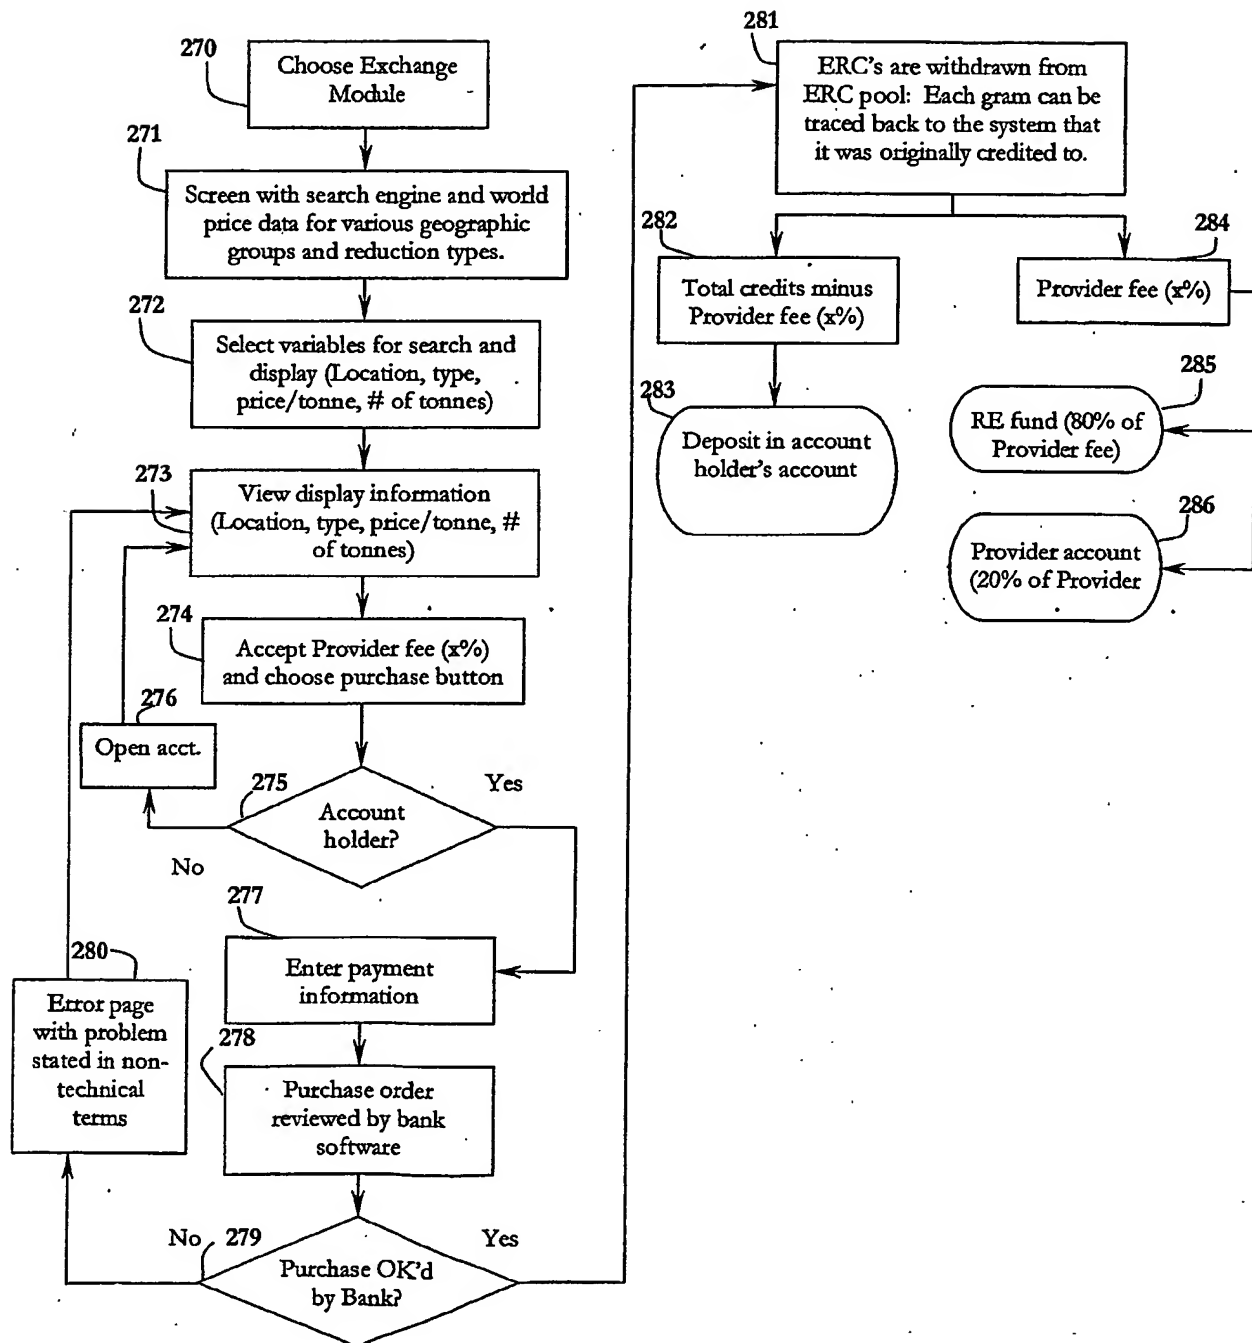 270
Choose Exchange
Module
271
Screen with search engine and world
price data for various geographic
groups and reduction types.
272
Select variables for search and
display (Location, type,
price/tonne, # of tonnes)
273
View display information
(Location, type, price/tonne, #
of tonnes)
274
Accept Provider fee (x%)
and choose purchase button
276
Open acct.
275
Account
holder?
Yes
No
277
Enter payment
information
280
Error page
with problem
stated in non-
technical
terms
278
Purchase order
reviewed by bank
software
No
279
Purchase OK'd
by Bank?
Yes
281
ERC's are withdrawn from
ERC pool: Each gram can be
traced back to the system that
it was originally credited to.
282
Total credits minus
Provider fee (x%)
284
Provider fee (x%)
283
Deposit in account
holder's account
285
RE fund (80% of
Provider fee)
286
Provider account
(20% of Provider